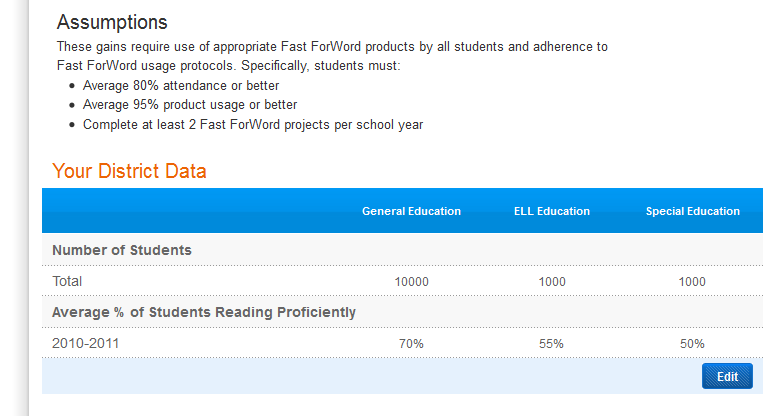 Assumptions
These gains require use of appropriate Fast ForWord products by all students and adherence to
Fast ForWord usage protocols. Specifically, students must:
• Average 80% attendance or better
• Average 95% product usage or better
• Complete at least 2 Fast ForWord projects per school year
Your District Data
General Education ELL Education Special Education
Number of Students
Total 10000 1000 1000
Average % of Students Reading Proficiently
2010-2011 70% 55% 50%
Edit